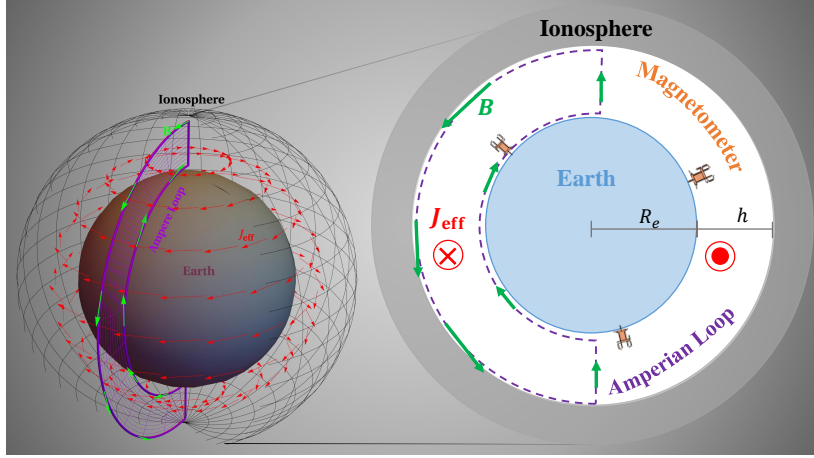 Ionosphere
B
Ampere Loop
J_eff
Earth
Ionosphere
B
Magnetometer
Earth
J_eff
R_e
h
Amperian Loop